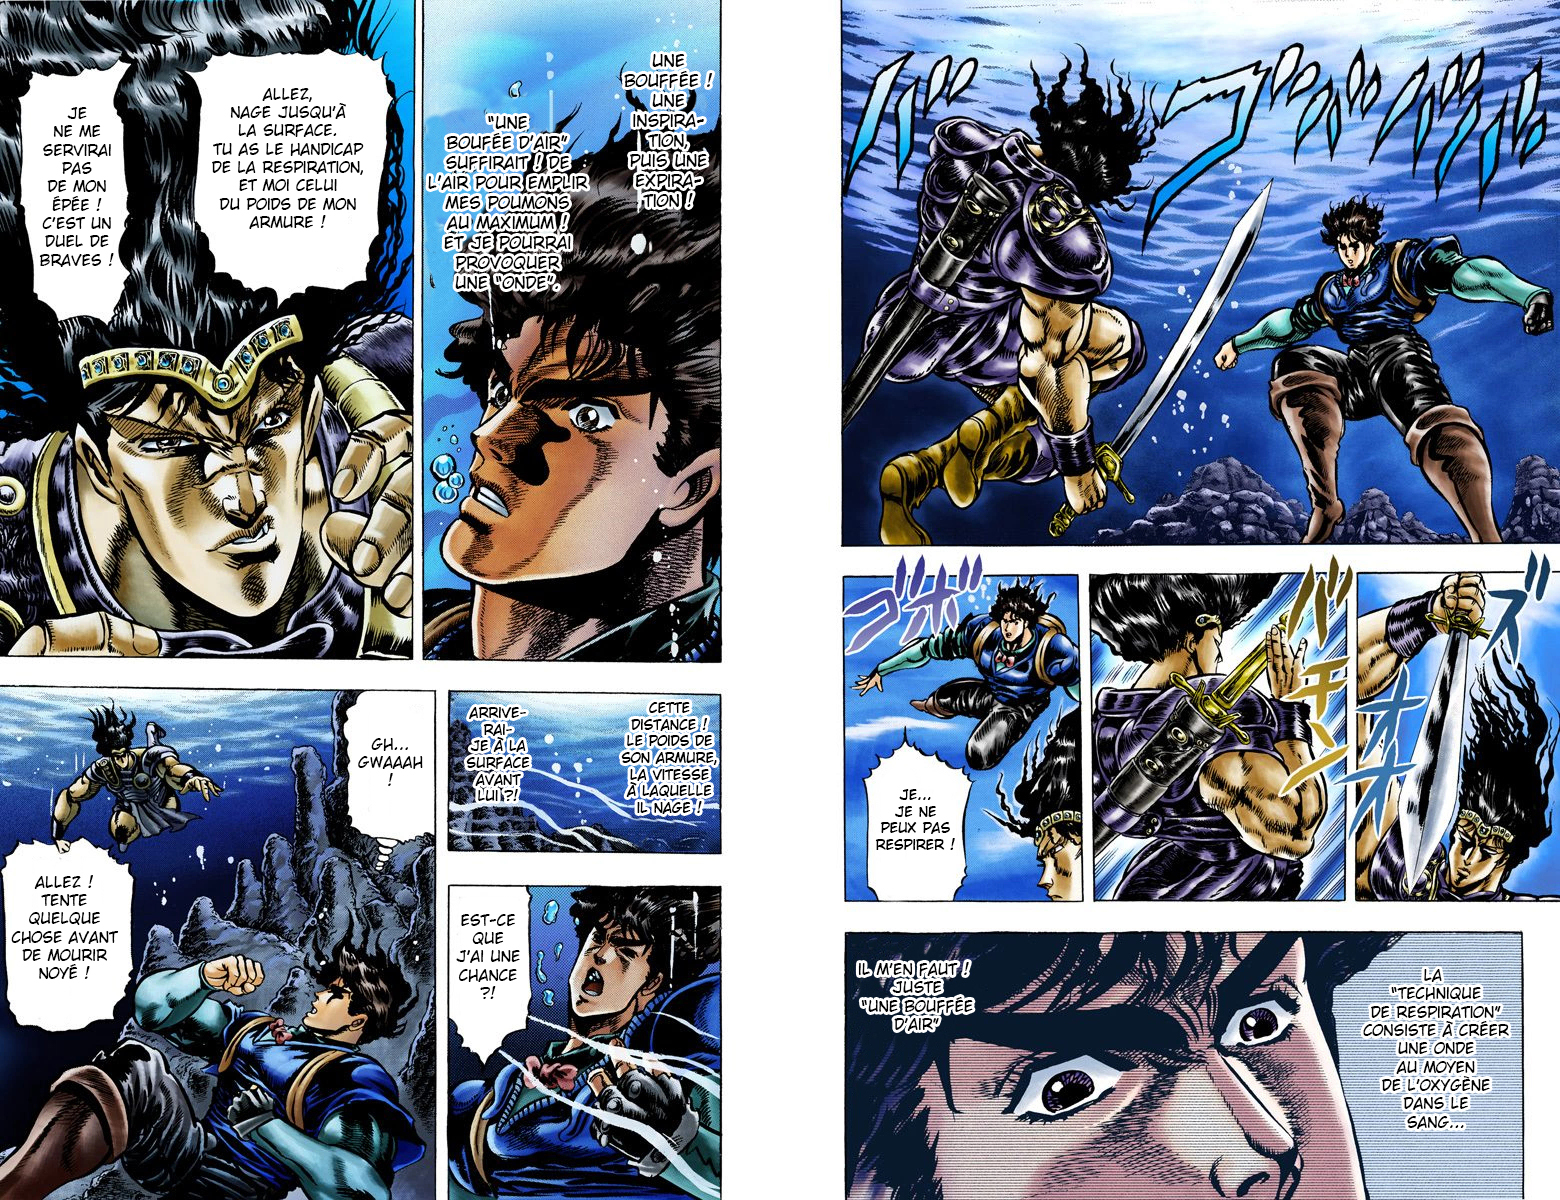 ズオオ
ゴボ
JE...
JE NE
PEUX PAS
RESPIRER !
LA
"TECHNIQUE
DE RESPIRATION"
CONSISTE À CRÉER
UNE ONDE
AU MOYEN
DE L'OXYGÈNE
DANS LE
SANG...
IL M'EN FAUT !
JUSTE
"UNE BOUFFÉE
D'AIR"
UNE
BOUFFÉE !
UNE
INSPIRA-
TION,
PUIS UNE
EXPIRA-
TION !
"UNE
BOUFÉE D'AIR"
SUFFIRAIT ! DE
L'AIR POUR EMPLIR
MES POUMONS
AU MAXIMUM !
ET JE POURRAI
PROVOQUER
UNE "ONDE".
ALLEZ,
NAGE JUSQU'À
LA SURFACE.
TU AS LE HANDICAP
DE LA RESPIRATION,
ET MOI CELUI
DU POIDS DE MON
ARMURE !
JE
NE ME
SERVIRAI
PAS
DE MON
ÉPÉE !
C'EST UN
DUEL DE
BRAVES !
CETTE
DISTANCE !
LE POIDS DE
SON ARMURE,
LA VITESSE
À LAQUELLE
IL NAGE !
ARRIVE-
RAI-
JE À LA
SURFACE
AVANT
LUI ?!
EST-CE
QUE
J'AI UNE
CHANCE
?!
GH...
GWAAAH
!
ALLEZ !
TENTE
QUELQUE
CHOSE AVANT
DE MOURIR
NOYÉ !